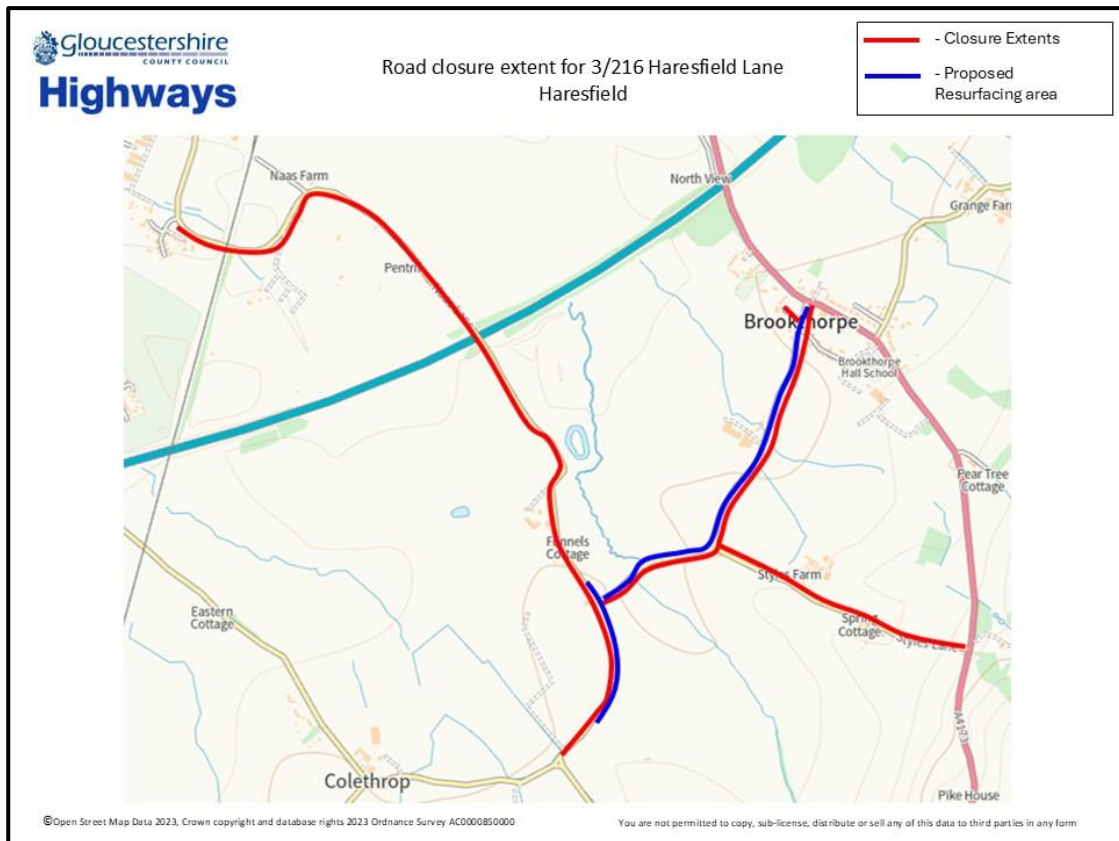 Gloucestershire
COUNTY COUNCIL
Highways
Road closure extent for 3/216 Haresfield Lane
Haresfield
- Closure Extents
- Proposed
Resurfacing area
Naas Farm
North View
Grange Far
Brookthorpe
Brookthorpe
Hall School
Pear Tree
Cottage
Funnels
Cottage
Styles Farm
Eastern
Cottage
Spring
Cottage
Styles Lane
A4173
Colethrop
Pike House
©Open Street Map Data 2023, Crown copyright and database rights 2023 Ordnance Survey AC0000850000
You are not permitted to copy, sub-license, distribute or sell any of this data to third parties in any form